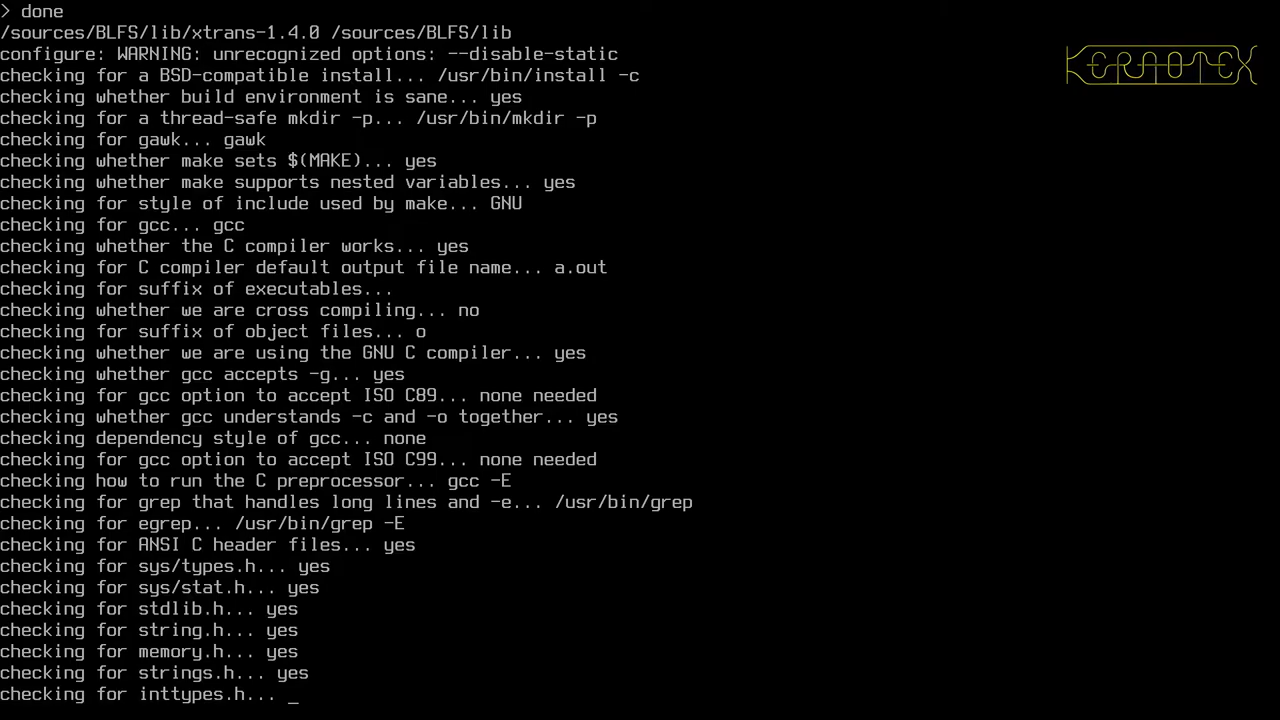 > done
/sources/BLFS/lib/xtrans-1.4.0 /sources/BLFS/lib
configure: WARNING: unrecognized options: --disable-static
checking for a BSD-compatible install... /usr/bin/install -c
checking whether build environment is sane... yes
checking for a thread-safe mkdir -p... /usr/bin/mkdir -p
checking for gawk... gawk
checking whether make sets $(MAKE)... yes
checking whether make supports nested variables... yes
checking for style of include used by make... GNU
checking for gcc... gcc
checking whether the C compiler works... yes
checking for C compiler default output file name... a.out
checking for suffix of executables...
checking whether we are cross compiling... no
checking for suffix of object files... o
checking whether we are using the GNU C compiler... yes
checking whether gcc accepts -g... yes
checking for gcc option to accept ISO C89... none needed
checking whether gcc understands -c and -o together... yes
checking dependency style of gcc... none
checking for gcc option to accept ISO C99... none needed
checking how to run the C preprocessor... gcc -E
checking for grep that handles long lines and -e... /usr/bin/grep
checking for egrep... /usr/bin/grep -E
checking for ANSI C header files... yes
checking for sys/types.h... yes
checking for sys/stat.h... yes
checking for stdlib.h... yes
checking for string.h... yes
checking for memory.h... yes
checking for strings.h... yes
checking for inttypes.h... _